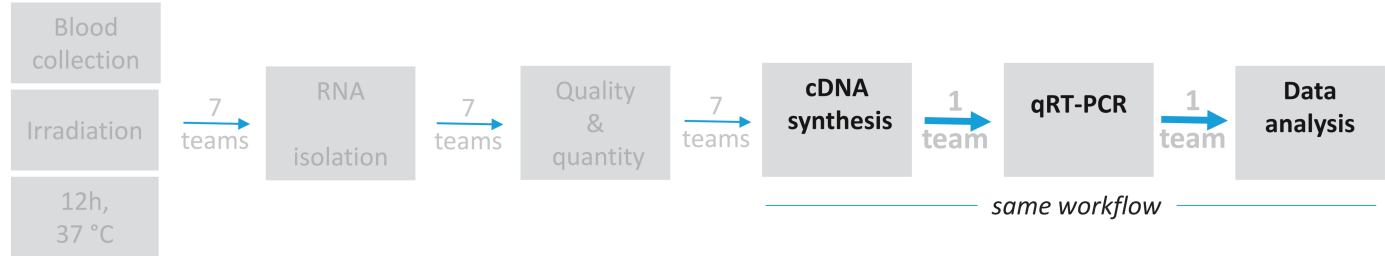 Blood
collection
Irradiation
12h,
37 °C
7
teams
RNA
isolation
7
teams
Quality
&
quantity
7
teams
cDNA
synthesis
1
team
qRT-PCR
1
team
Data
analysis
same workflow